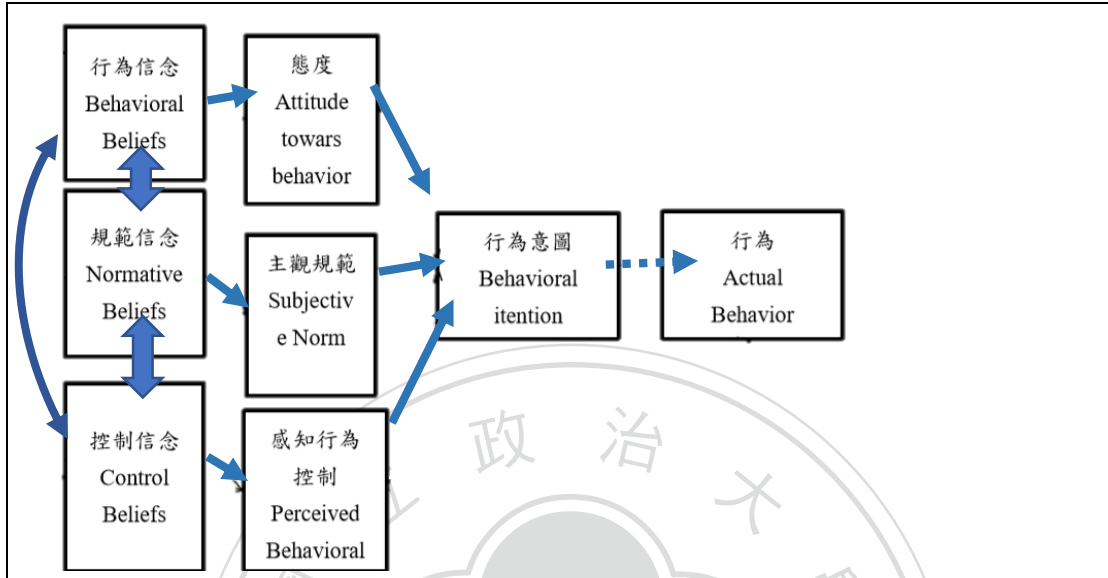 行為信念
Behavioral
Beliefs
態度
Attitude
towars
behavior
規範信念
Normative
Beliefs
主觀規範
Subjectiv
e Norm
行為意圖
Behavioral
itention
行為
Actual
Behavior
控制信念
Control
Beliefs
感知行為
控制
Perceived
Behavioral
政 治 大